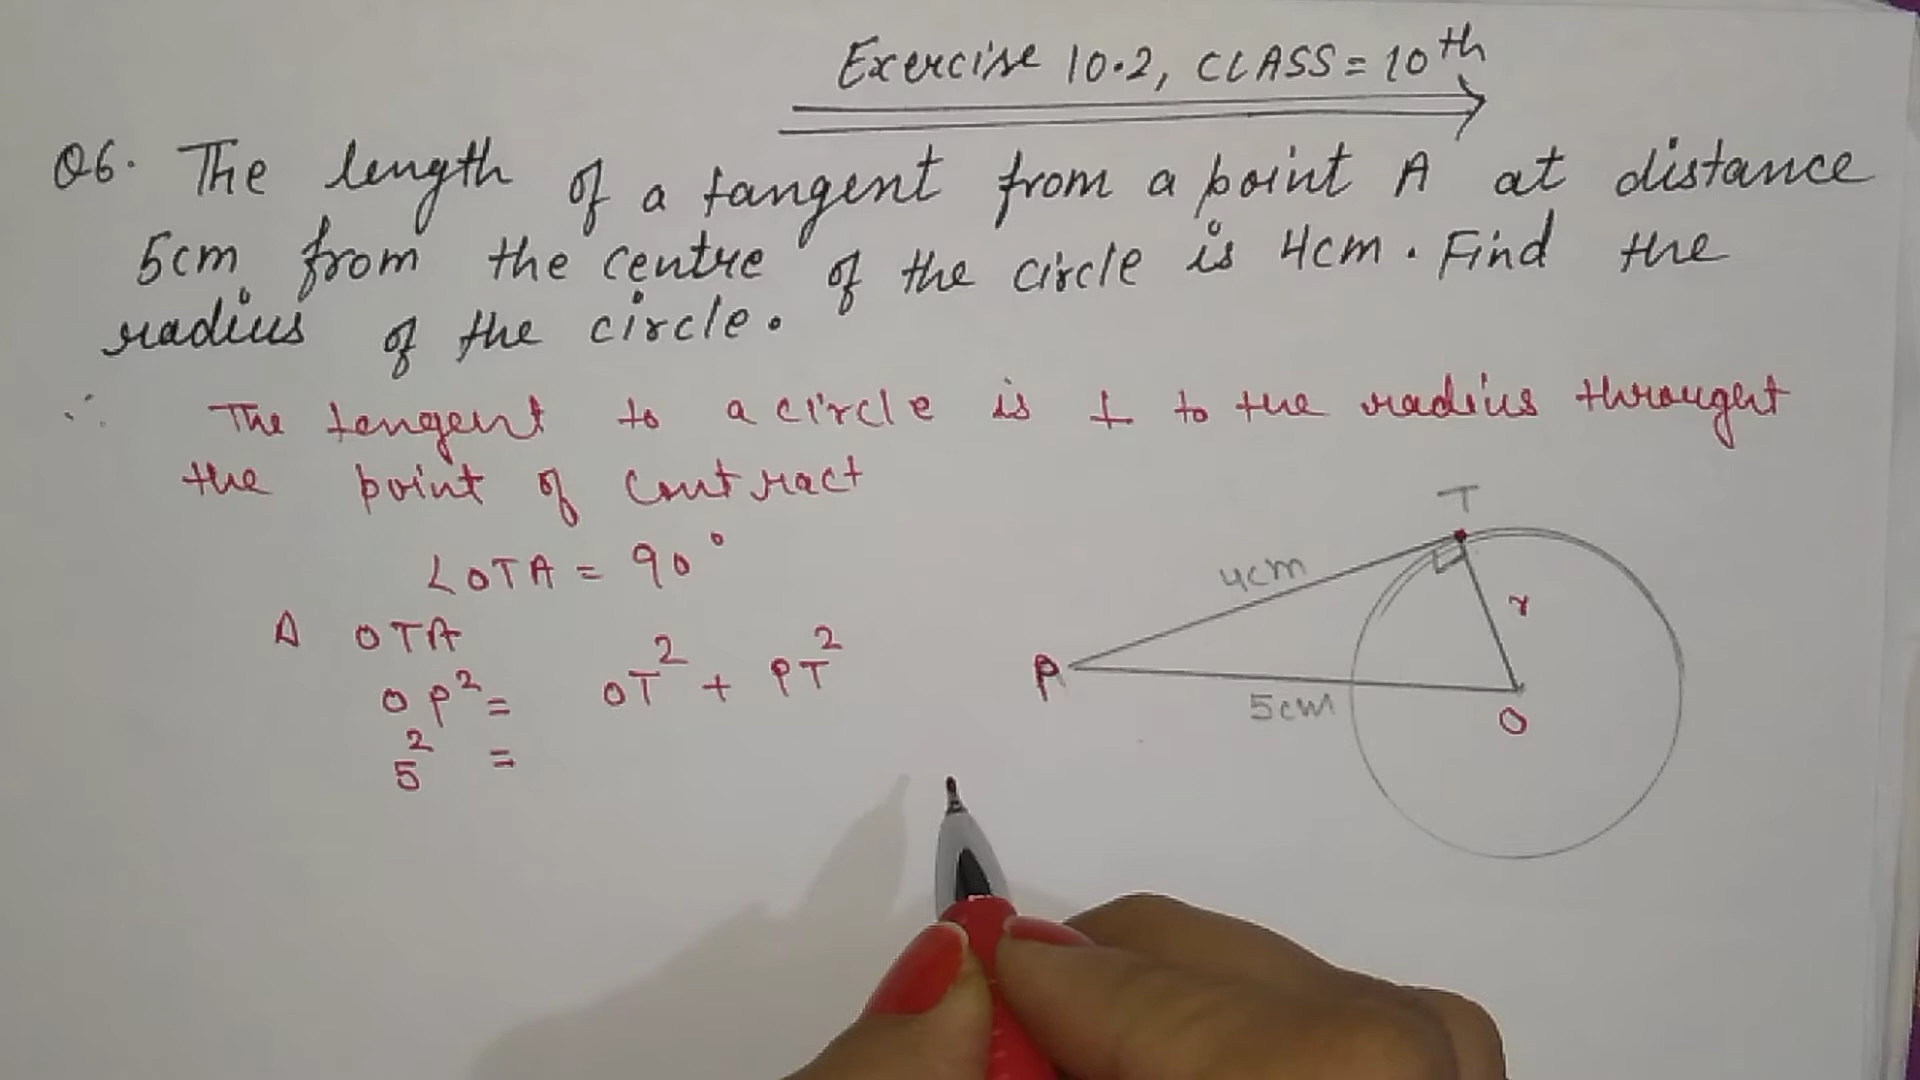 Exercise 10.2, CLASS = 10th
Q6. The length of a tangent from a point A at distance
5cm from the centre of the circle is 4cm. Find the
radius of the circle.
∴ The tengent to a circle is ⊥ to the radius throught
the point of Contract
∠OTA = 90°
Δ OTA
OP² = OT² + PT²
5² =
T
4cm
r
P
5cm
O